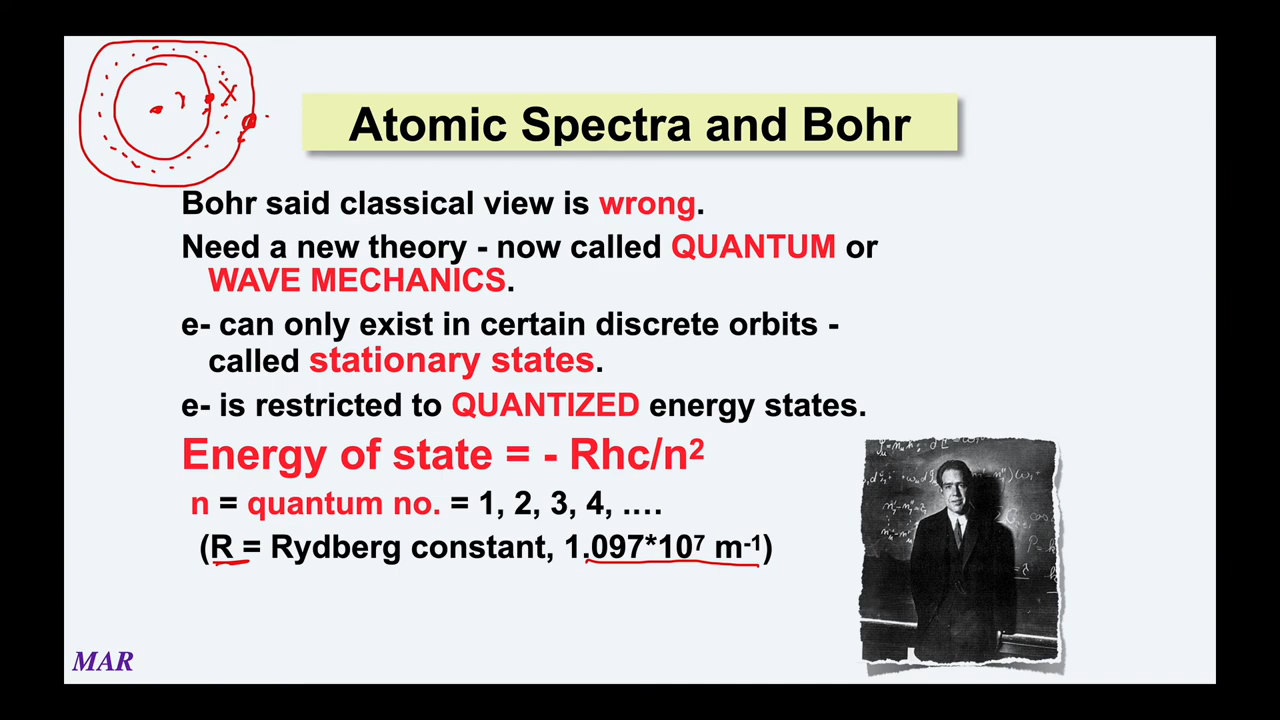 Atomic Spectra and Bohr
Bohr said classical view is wrong.
Need a new theory - now called QUANTUM or
WAVE MECHANICS.
e- can only exist in certain discrete orbits -
called stationary states.
e- is restricted to QUANTIZED energy states.
Energy of state = - Rhc/n²
n = quantum no. = 1, 2, 3, 4, ....
(R = Rydberg constant, 1.097*10⁷ m⁻¹)
MAR